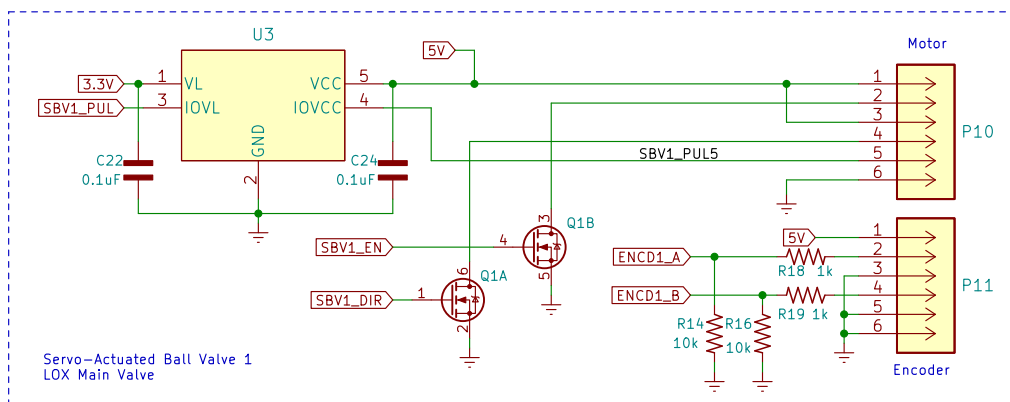 U3
5V
Motor
3.3V
1
VL
VCC
5
1
SBV1_PUL
3
IOVL
IOVCC
4
2
3
P10
GND
4
C22
0.1uF
C24
0.1uF
SBV1_PUL5
5
2
6
3
Q1B
SBV1_EN
4
5V
1
5
ENCD1_A
R18 1k
2
6
Q1A
3
P11
SBV1_DIR
1
ENCD1_B
R19 1k
4
2
R14
10k
R16
10k
5
6
Servo-Actuated Ball Valve 1
LOX Main Valve
Encoder